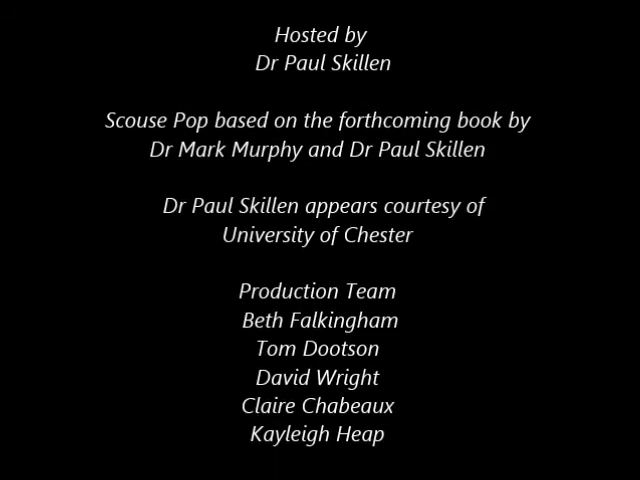 Hosted by
Dr Paul Skillen
Scouse Pop based on the forthcoming book by
Dr Mark Murphy and Dr Paul Skillen
Dr Paul Skillen appears courtesy of
University of Chester
Production Team
Beth Falkingham
Tom Dootson
David Wright
Claire Chabeaux
Kayleigh Heap